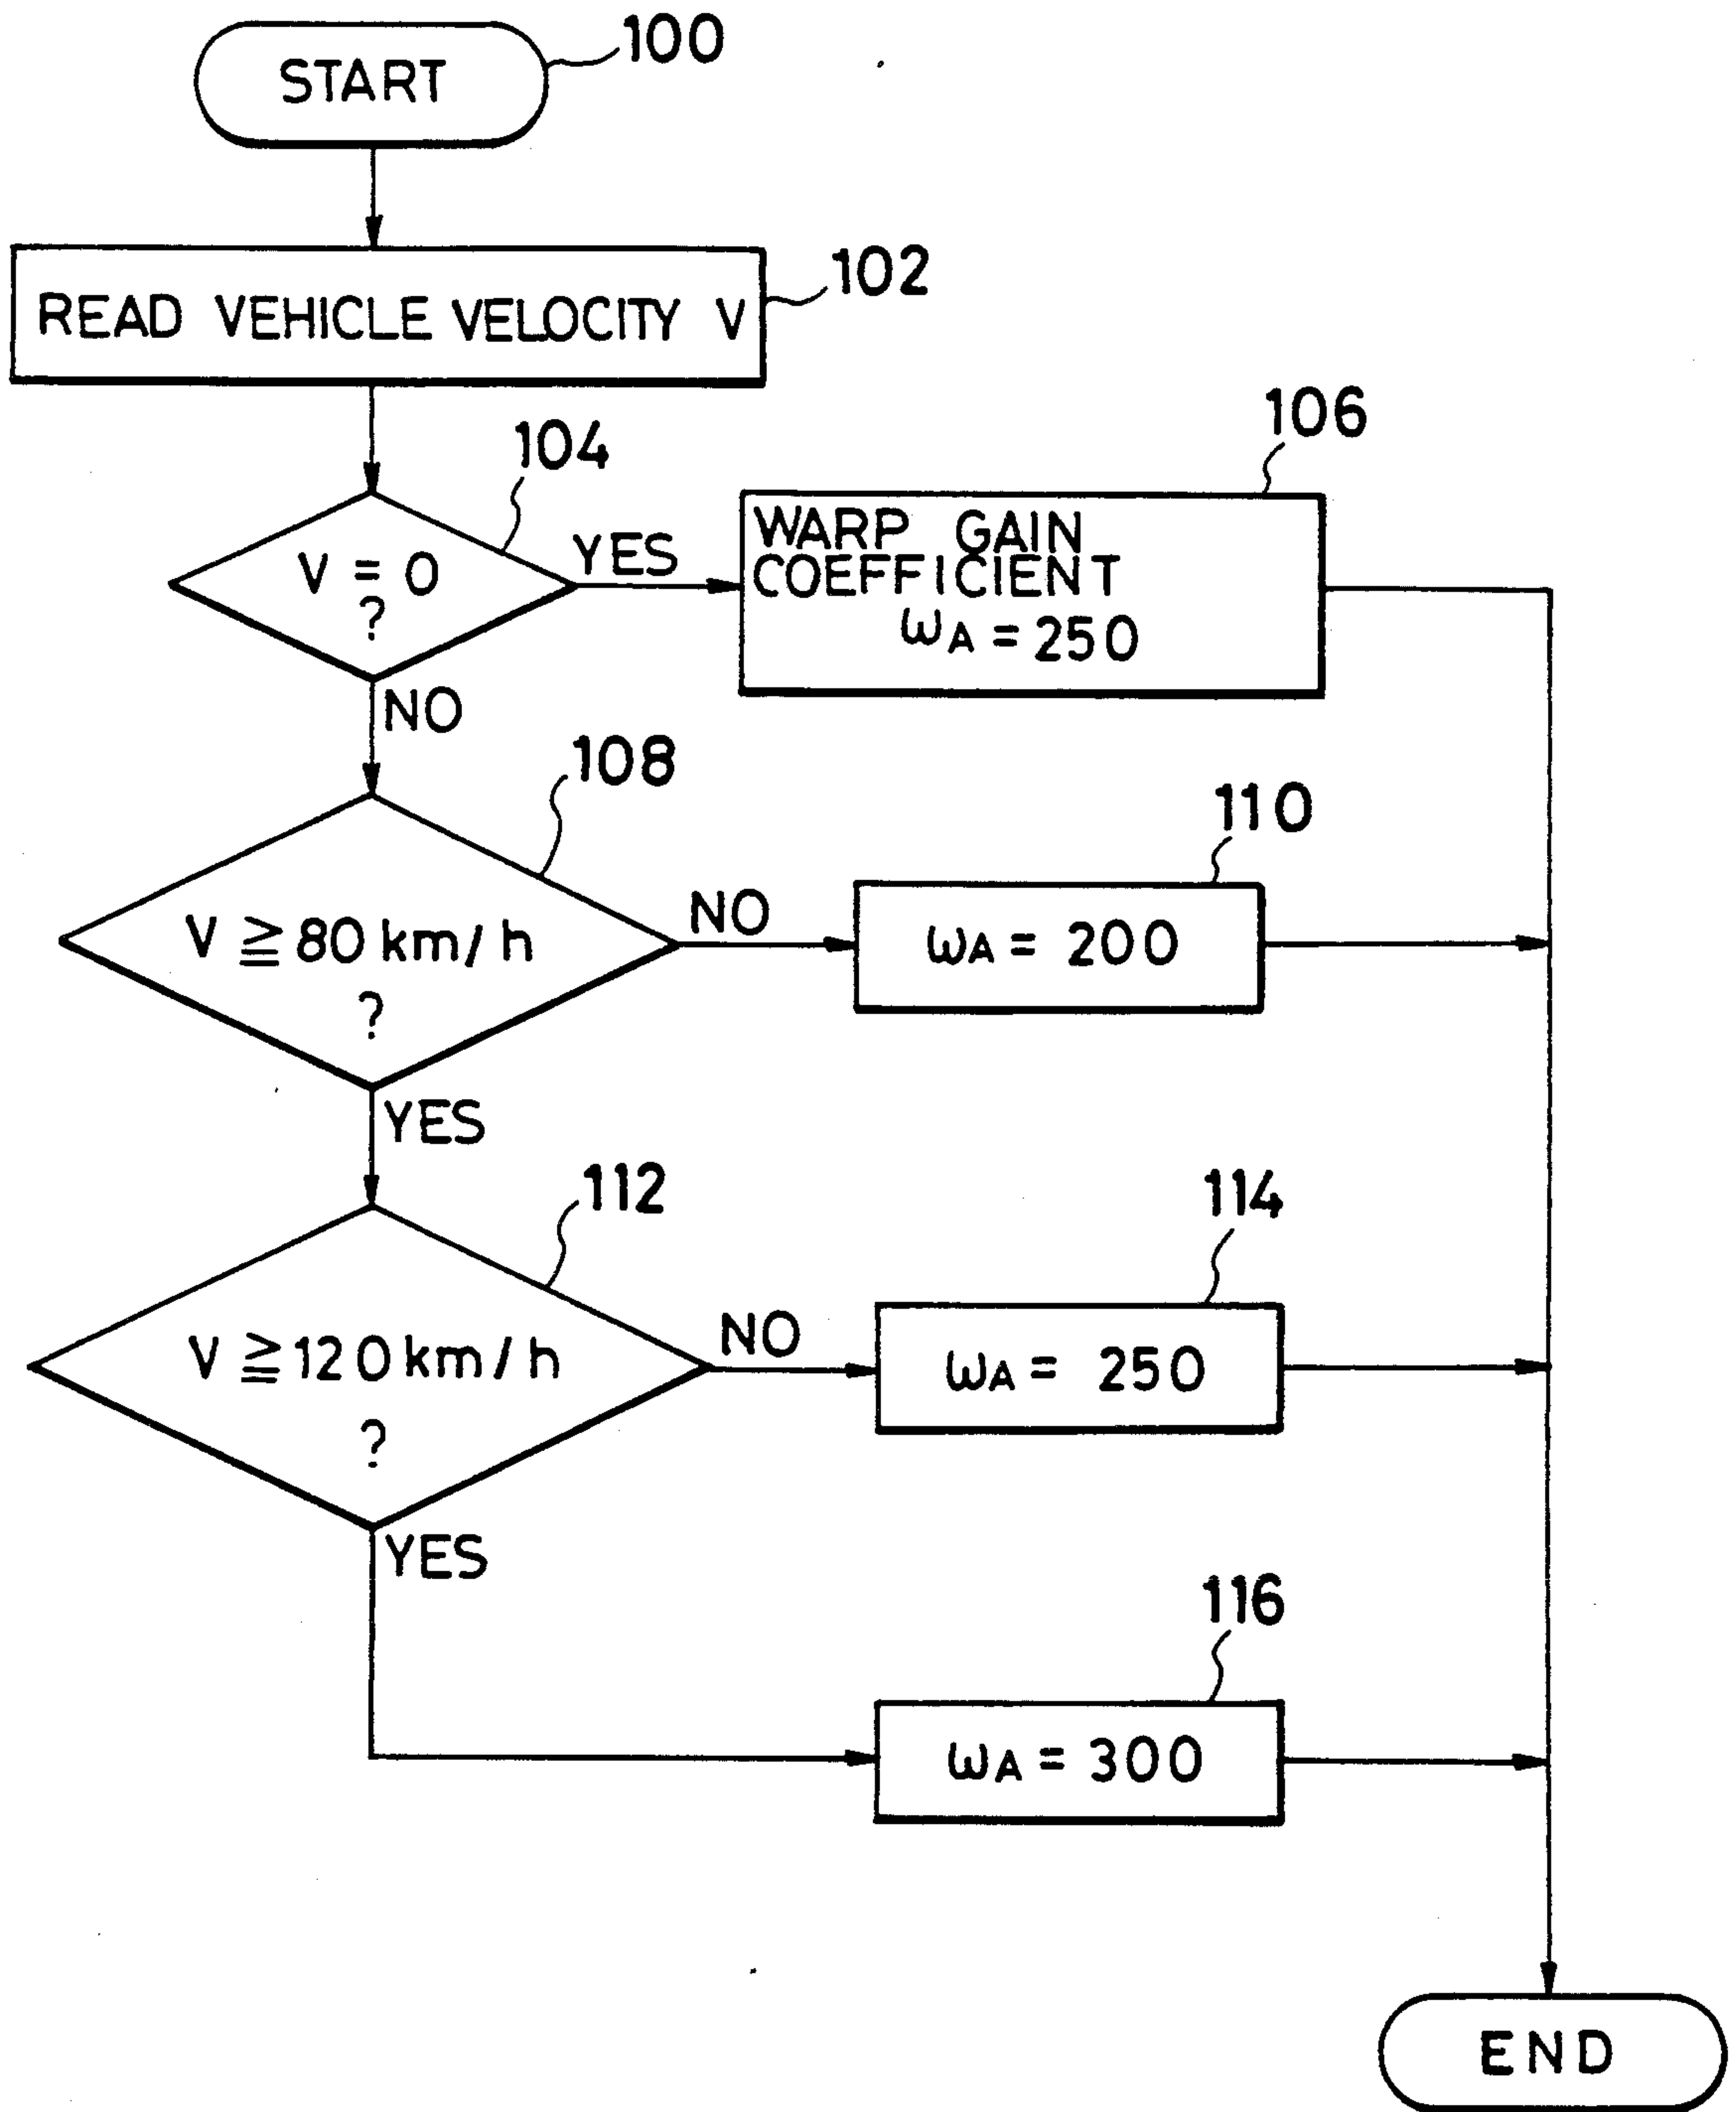 START
100
READ VEHICLE VELOCITY V
102
104
V = 0
?
YES
NO
106
WARP GAIN
COEFFICIENT
ωA = 250
108
V ≧ 80 km/h
?
NO
YES
110
ωA = 200
112
V ≧ 120 km/h
?
NO
YES
114
ωA = 250
116
ωA = 300
END